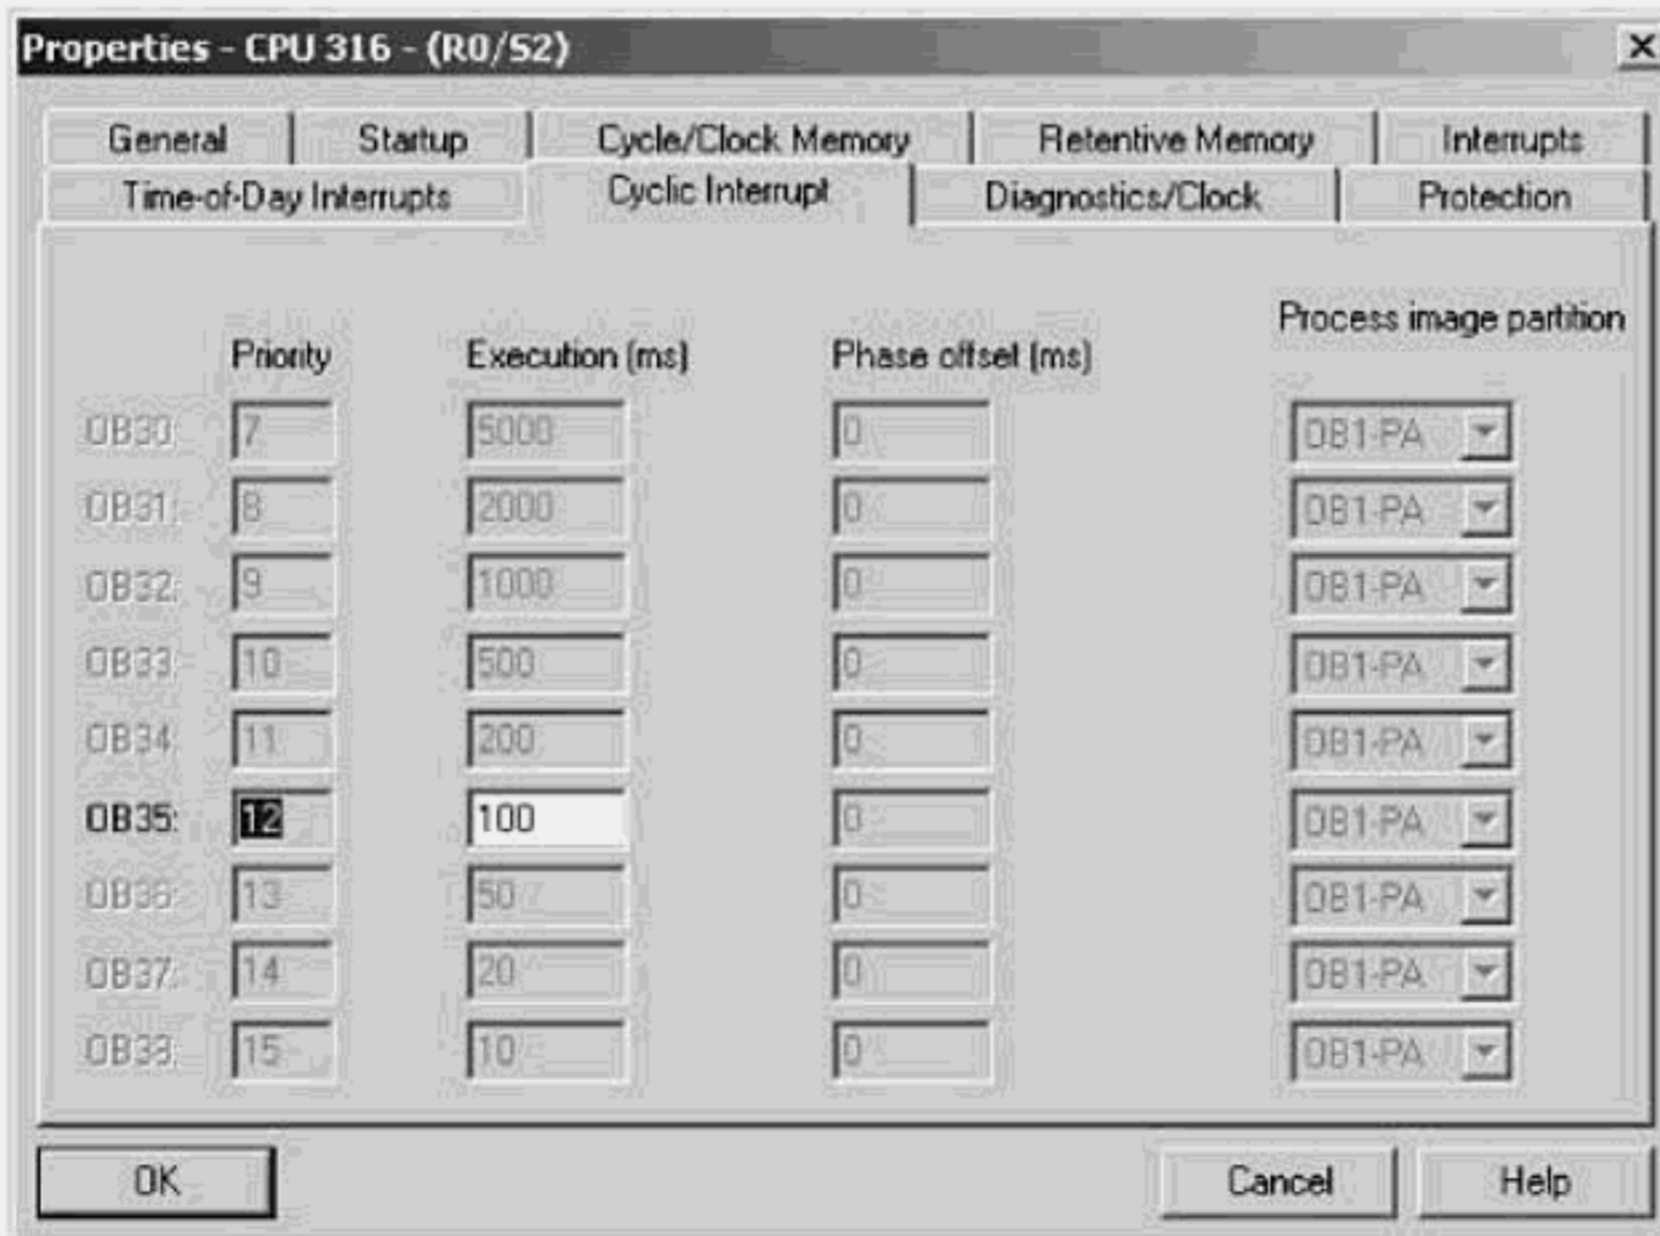 Properties - CPU 316 - (R0/S2)
General Startup Cycle/Clock Memory Retentive Memory Interrupts
Time-of-Day Interrupts Cyclic Interrupt Diagnostics/Clock Protection
Process image partition
Priority Execution (ms) Phase offset (ms)
OB30: 7 5000 0 OB1-PA
OB31: 8 2000 0 OB1-PA
OB32: 9 1000 0 OB1-PA
OB33: 10 500 0 OB1-PA
OB34: 11 200 0 OB1-PA
OB35: 12 100 0 OB1-PA
OB36: 13 50 0 OB1-PA
OB37: 14 20 0 OB1-PA
OB38: 15 10 0 OB1-PA
OK Cancel Help